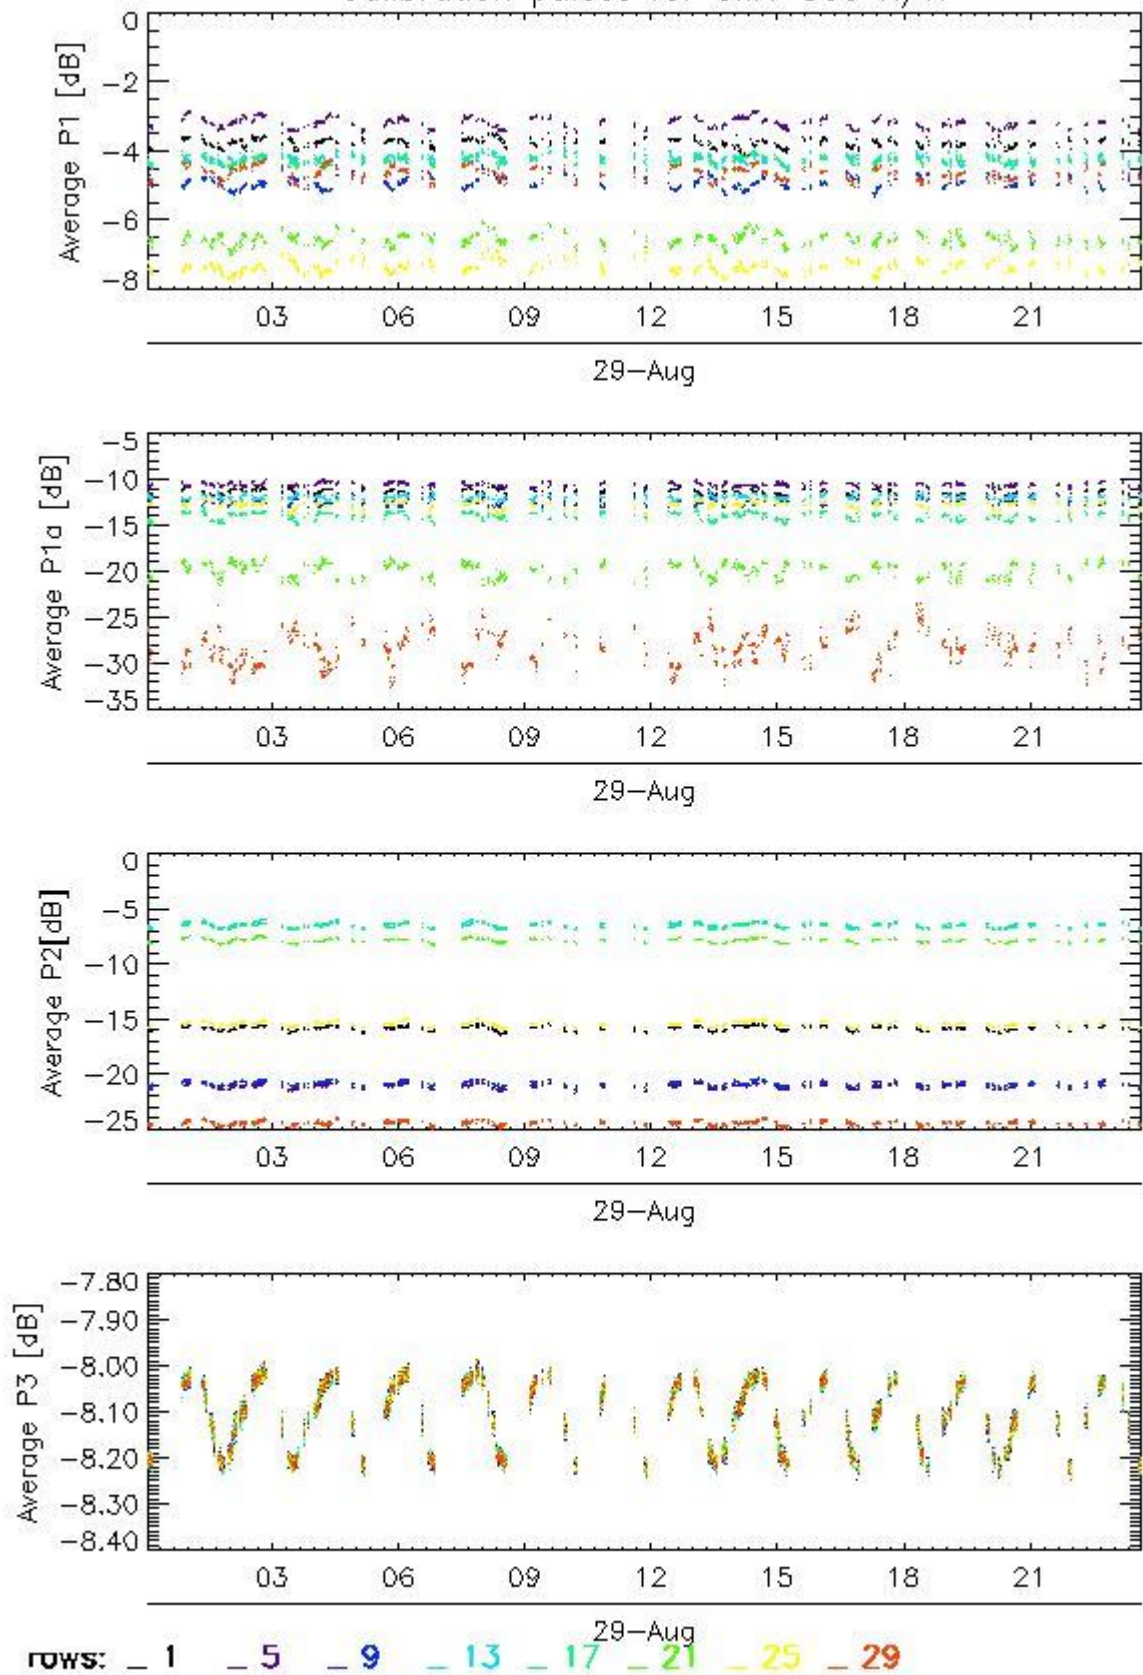 0
−2
−4
−6
−8
Average P1 [dB]
03 06 09 12 15 18 21
29−Aug
−5
−10
−15
−20
−25
−30
−35
Average P1a [dB]
03 06 09 12 15 18 21
29−Aug
0
−5
−10
−15
−20
−25
Average P2[dB]
03 06 09 12 15 18 21
29−Aug
−7.80
−7.90
−8.00
−8.10
−8.20
−8.30
−8.40
Average P3 [dB]
03 06 09 12 15 18 21
29−Aug
rows: _ 1 _ 5 _ 9 _ 13 _ 17 _ 21 _ 25 _ 29